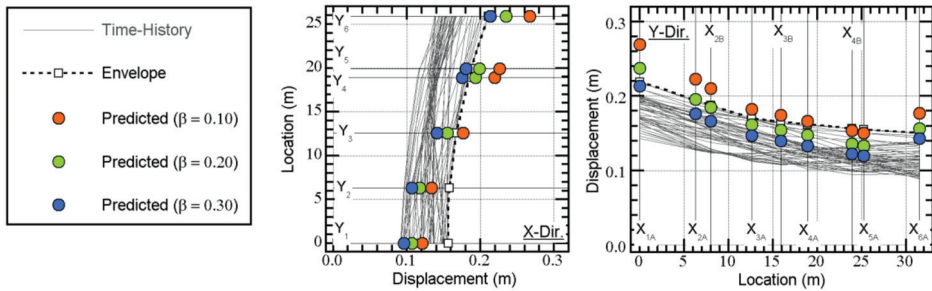 Time-History
Envelope
Predicted (β = 0.10)
Predicted (β = 0.20)
Predicted (β = 0.30)
Location (m)
25
20
15
10
5
0
Y6
Y5
Y4
Y3
Y2
Y1
X-Dir.
0.0 0.1 0.2 0.3
Displacement (m)
Displacement (m)
0.3
0.2
0.1
0.0
Y-Dir. X2B X3B X4B
X1A X2A X3A X4A X5A X6A
0 5 10 15 20 25 30
Location (m)